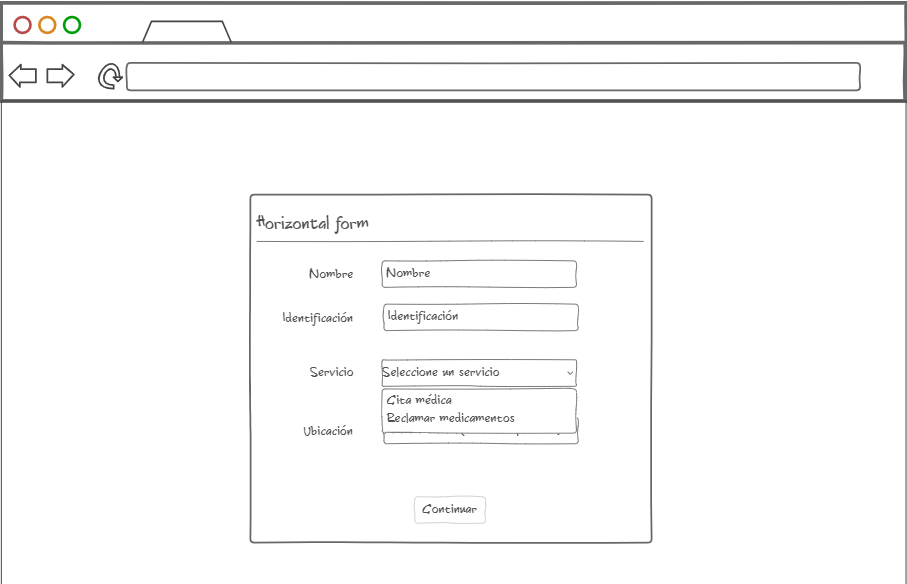 Horizontal form
Nombre Nombre
Identificación Identificación
Servicio Seleccione un servicio
Cita médica
Reclamar medicamentos
Ubicación
Continuar